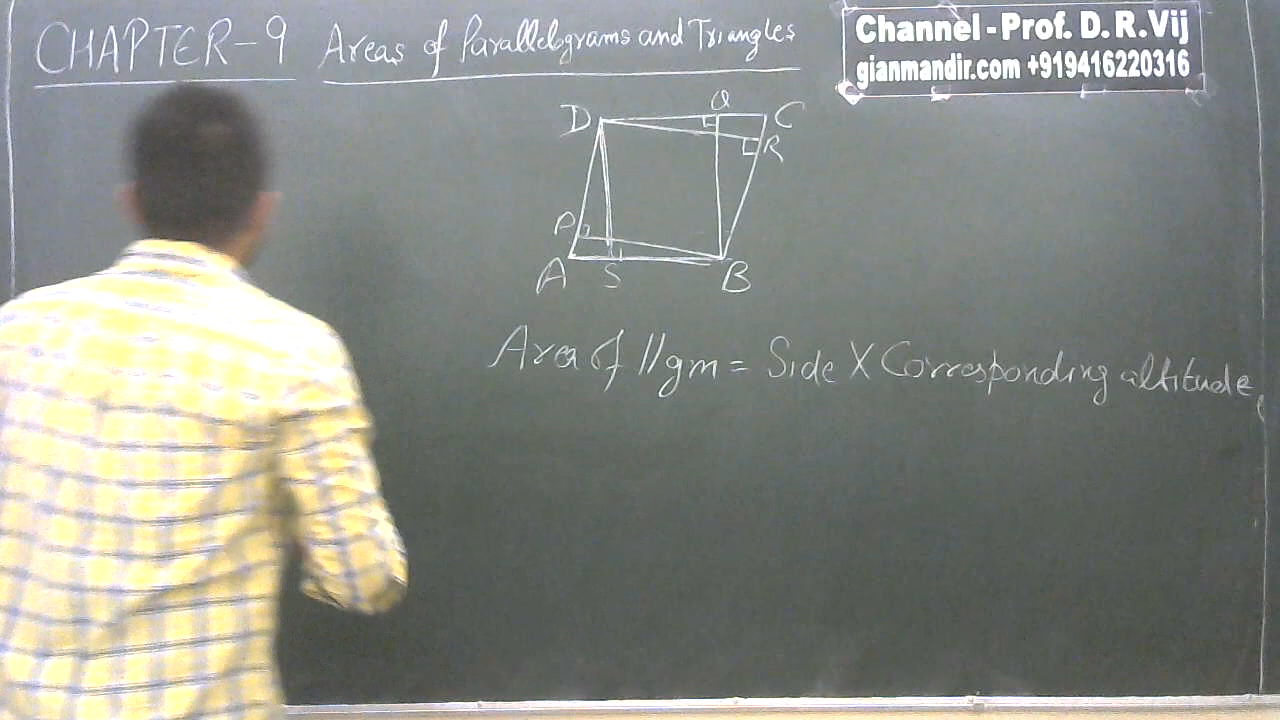 CHAPTER-9 Areas of Parallelograms and Triangles
Channel - Prof. D. R. Vij
gianmandir.com +919416220316
D Q C
R
P
A S B
Area of //gm = Side X Corresponding altitude